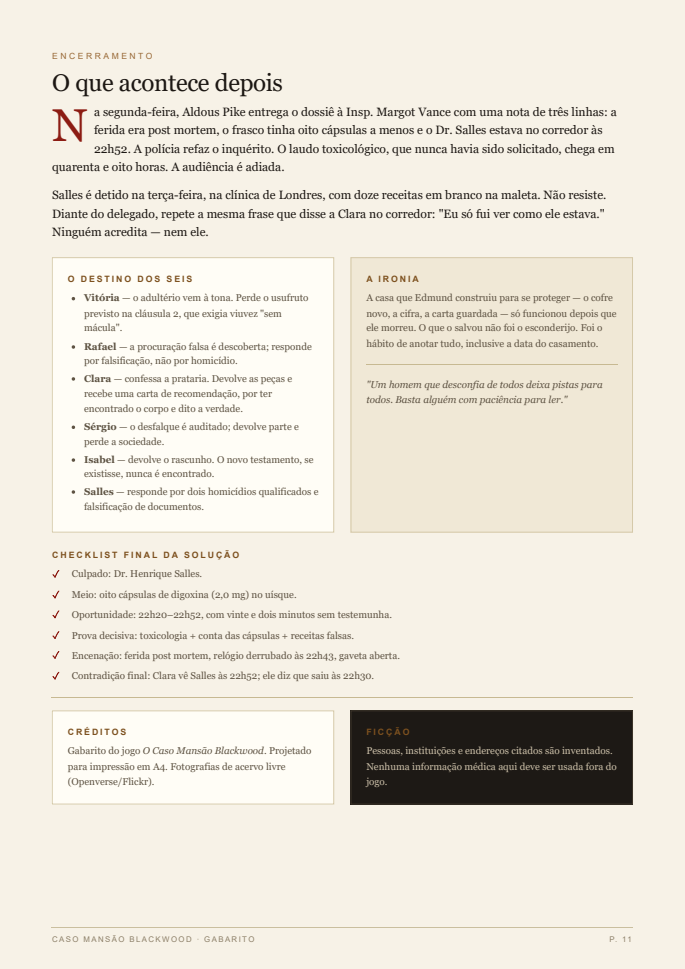 ENCERRAMENTO
O que acontece depois
Na segunda-feira, Aldous Pike entrega o dossiê à Insp. Margot Vance com uma nota de três linhas: a
ferida era post mortem, o frasco tinha oito cápsulas a menos e o Dr. Salles estava no corredor às
22h52. A polícia refaz o inquérito. O laudo toxicológico, que nunca havia sido solicitado, chega em
quarenta e oito horas. A audiência é adiada.
Salles é detido na terça-feira, na clínica de Londres, com doze receitas em branco na maleta. Não resiste.
Diante do delegado, repete a mesma frase que disse a Clara no corredor: "Eu só fui ver como ele estava."
Ninguém acredita — nem ele.
O DESTINO DOS SEIS
• Vitória — o adultério vem à tona. Perde o usufruto
previsto na cláusula 2, que exigia viuvez "sem
mácula".
• Rafael — a procuração falsa é descoberta; responde
por falsificação, não por homicídio.
• Clara — confessa a prataria. Devolve as peças e
recebe uma carta de recomendação, por ter
encontrado o corpo e dito a verdade.
• Sérgio — o desfalque é auditado; devolve parte e
perde a sociedade.
• Isabel — devolve o rascunho. O novo testamento, se
existisse, nunca é encontrado.
• Salles — responde por dois homicídios qualificados e
falsificação de documentos.
A IRONIA
A casa que Edmund construiu para se proteger — o cofre
novo, a cifra, a carta guardada — só funcionou depois que
ele morreu. O que o salvou não foi o esconderijo. Foi o
hábito de anotar tudo, inclusive a data do casamento.
"Um homem que desconfia de todos deixa pistas para
todos. Basta alguém com paciência para ler."
CHECKLIST FINAL DA SOLUÇÃO
✓ Culpado: Dr. Henrique Salles.
✓ Meio: oito cápsulas de digoxina (2,0 mg) no uísque.
✓ Oportunidade: 22h20–22h52, com vinte e dois minutos sem testemunha.
✓ Prova decisiva: toxicologia + conta das cápsulas + receitas falsas.
✓ Encenação: ferida post mortem, relógio derrubado às 22h43, gaveta aberta.
✓ Contradição final: Clara vê Salles às 22h52; ele diz que saiu às 22h30.
CRÉDITOS
Gabarito do jogo O Caso Mansão Blackwood. Projetado
para impressão em A4. Fotografias de acervo livre
(Openverse/Flickr).
FICÇÃO
Pessoas, instituições e endereços citados são inventados.
Nenhuma informação médica aqui deve ser usada fora do
jogo.
CASO MANSÃO BLACKWOOD · GABARITO
P. 11